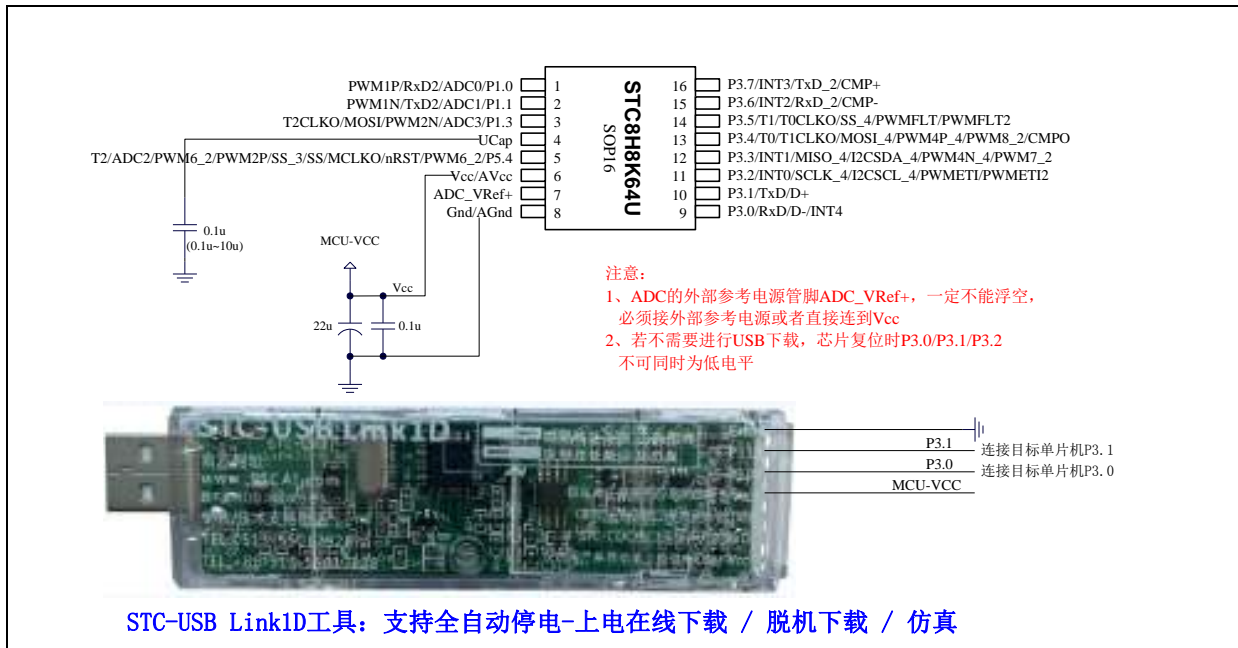 PWM1P/RxD2/ADC0/P1.0
PWM1N/TxD2/ADC1/P1.1
T2CLKO/MOSI/PWM2N/ADC3/P1.3
UCap
T2/ADC2/PWM6_2/PWM2P/SS_3/SS/MCLKO/nRST/PWM6_2/P5.4
Vcc/AVcc
ADC_VRef+
Gnd/AGnd
1
2
3
4
5
6
7
8
STC8H8K64U
SOP16
16
15
14
13
12
11
10
9
P3.7/INT3/TxD_2/CMP+
P3.6/INT2/RxD_2/CMP-
P3.5/T1/T0CLKO/SS_4/PWMFLT/PWMFLT2
P3.4/T0/T1CLKO/MOSI_4/PWM4P_4/PWM8_2/CMPO
P3.3/INT1/MISO_4/I2CSDA_4/PWM4N_4/PWM7_2
P3.2/INT0/SCLK_4/I2CSCL_4/PWMETI/PWMETI2
P3.1/TxD/D+
P3.0/RxD/D-/INT4
0.1u
(0.1u~10u)
MCU-VCC
Vcc
22u
0.1u
注意：
1、ADC的外部参考电源管脚ADC_VRef+，一定不能浮空，
必须接外部参考电源或者直接连到Vcc
2、若不需要进行USB下载，芯片复位时P3.0/P3.1/P3.2
不可同时为低电平
STC-USB Link1D
P3.1
连接目标单片机P3.1
P3.0
连接目标单片机P3.0
MCU-VCC
STC-USB Link1D工具：支持全自动停电-上电在线下载 / 脱机下载 / 仿真